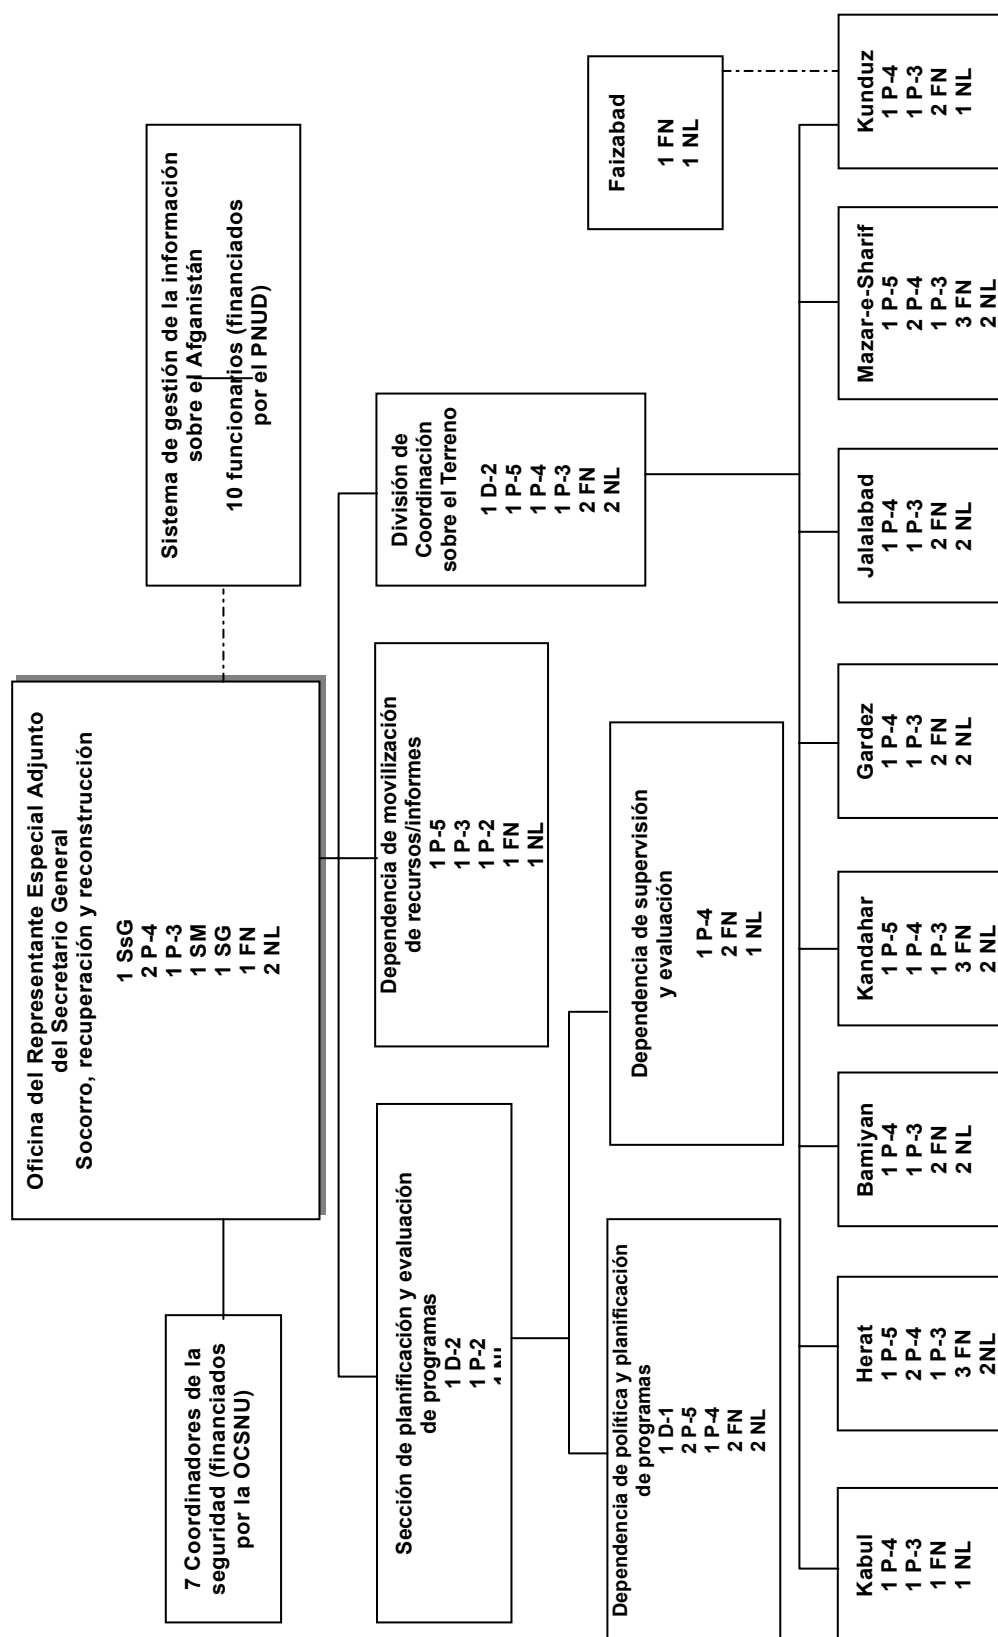 Oficina del Representante Especial Adjunto
del Secretario General
Socorro, recuperación y reconstrucción
1 SsG
2 P-4
1 P-3
1 SM
1 SG
1 FN
2 NL
7 Coordinadores de la
seguridad (financiados
por la OCSNU)
Sistema de gestión de la información
sobre el Afganistán
10 funcionarios (financiados
por el PNUD)
Sección de planificación y evaluación
de programas
1 D-2
1 P-2
1 NL
Dependencia de movilización
de recursos/informes
1 P-5
1 P-3
1 P-2
1 FN
1 NL
División de
Coordinación
sobre el Terreno
1 D-2
1 P-5
1 P-4
1 P-3
2 FN
2 NL
Dependencia de política y planificación
de programas
1 D-1
2 P-5
1 P-4
2 FN
2 NL
Dependencia de supervisión
y evaluación
1 P-4
2 FN
1 NL
Faizabad
1 FN
1 NL
Kabul
1 P-4
1 P-3
1 FN
1 NL
Herat
1 P-5
2 P-4
1 P-3
3 FN
2NL
Bamiyan
1 P-4
1 P-3
2 FN
2 NL
Kandahar
1 P-5
1 P-4
1 P-3
3 FN
2 NL
Gardez
1 P-4
1 P-3
2 FN
2 NL
Jalalabad
1 P-4
1 P-3
2 FN
2 NL
Mazar-e-Sharif
1 P-5
2 P-4
1 P-3
3 FN
2 NL
Kunduz
1 P-4
1 P-3
2 FN
1 NL